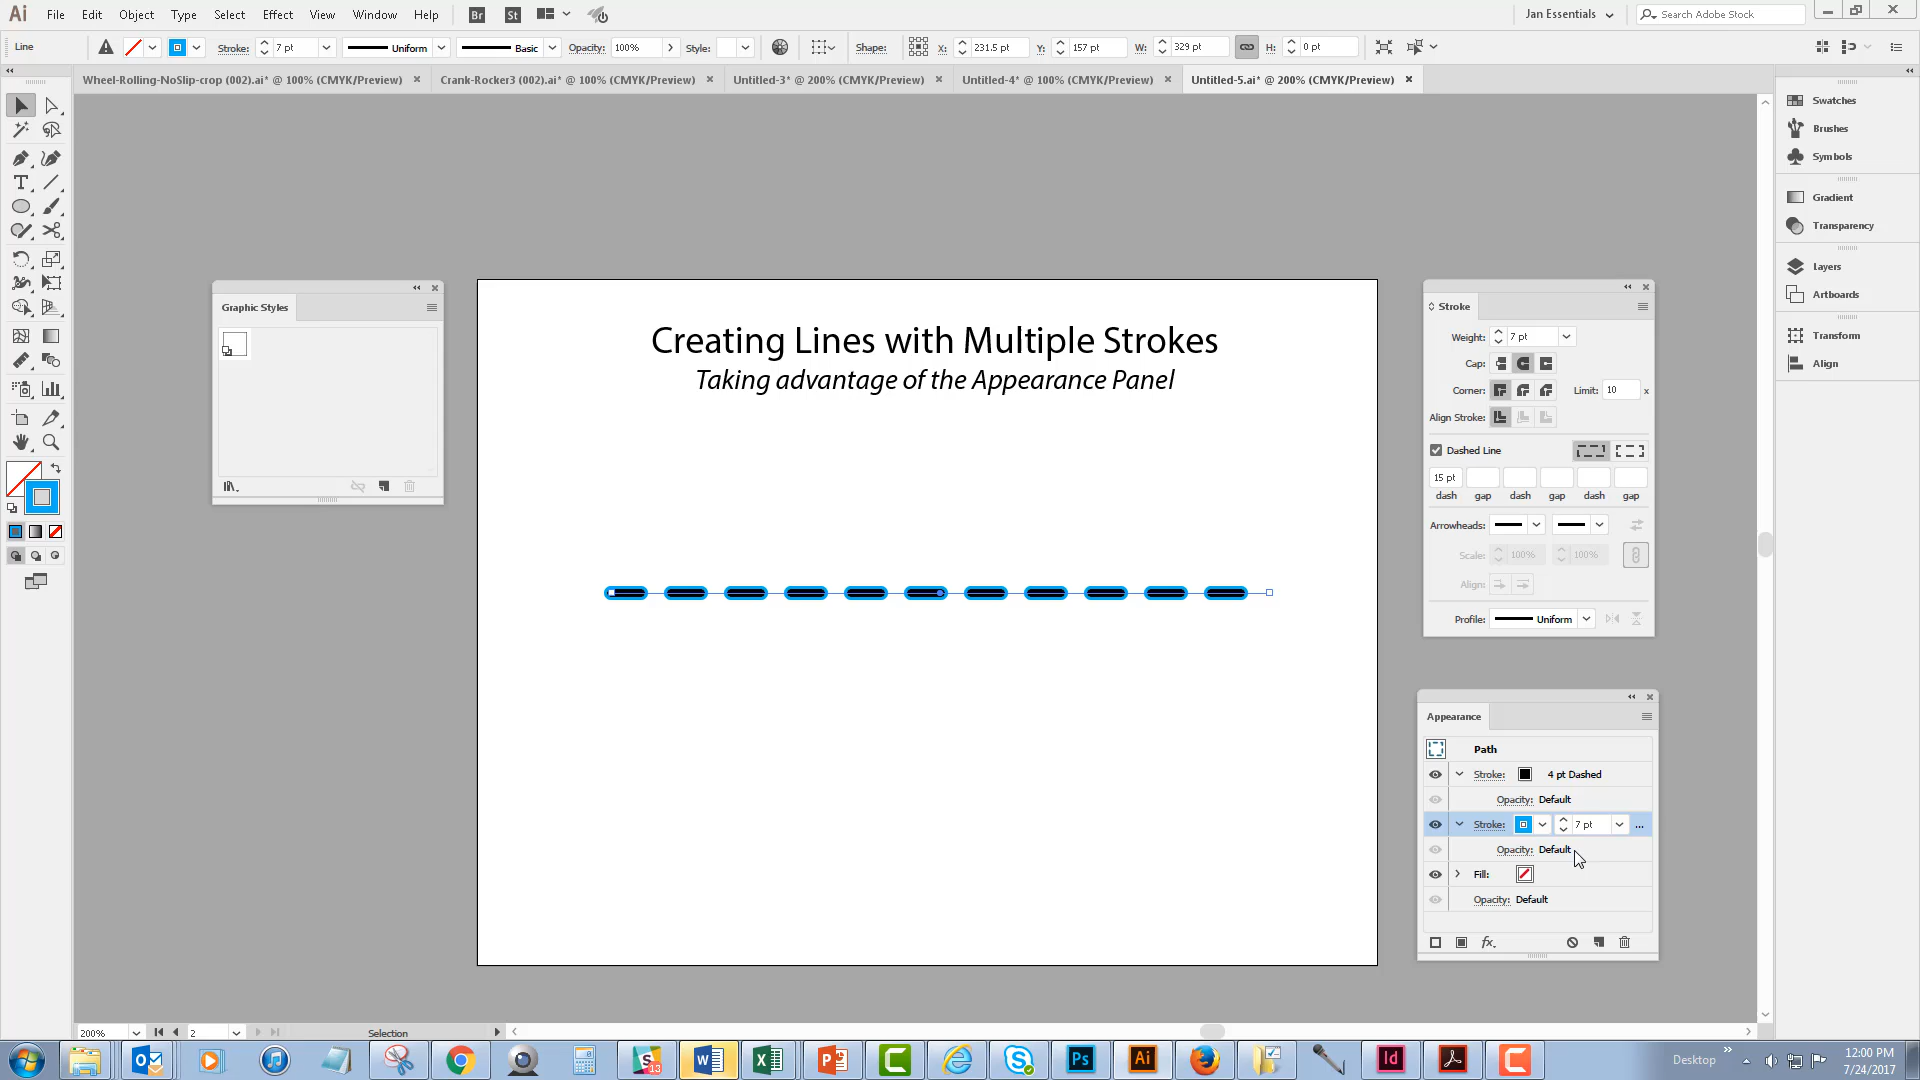 Ai File Edit Object Type Select Effect View Window Help Br St Jan Essentials Search Adobe Stock
Line Stroke: 7 pt Uniform Basic Opacity: 100% Style: Shape: X: 231.5 pt Y: 157 pt W: 329 pt H: 0 pt
Wheel-Rolling-NoSlip-crop (002).ai* @ 100% (CMYK/Preview) Crank-Rocker3 (002).ai* @ 100% (CMYK/Preview) Untitled-3* @ 200% (CMYK/Preview) Untitled-4* @ 100% (CMYK/Preview) Untitled-5.ai* @ 200% (CMYK/Preview)
Swatches
Brushes
Symbols
Gradient
Transparency
Layers
Artboards
Transform
Align
Graphic Styles
Creating Lines with Multiple Strokes
Taking advantage of the Appearance Panel
Stroke
Weight: 7 pt
Cap:
Corner: Limit: 10 x
Align Stroke:
Dashed Line
15 pt
dash gap dash gap dash gap
Arrowheads:
Scale: 100% 100%
Align:
Profile: Uniform
Appearance
Path
Stroke: 4 pt Dashed
Opacity: Default
Stroke: 7 pt ...
Opacity: Default
Fill:
Opacity: Default
fx.
200% 2 Selection
13 Ps Ai Id Desktop 12:00 PM
7/24/2017